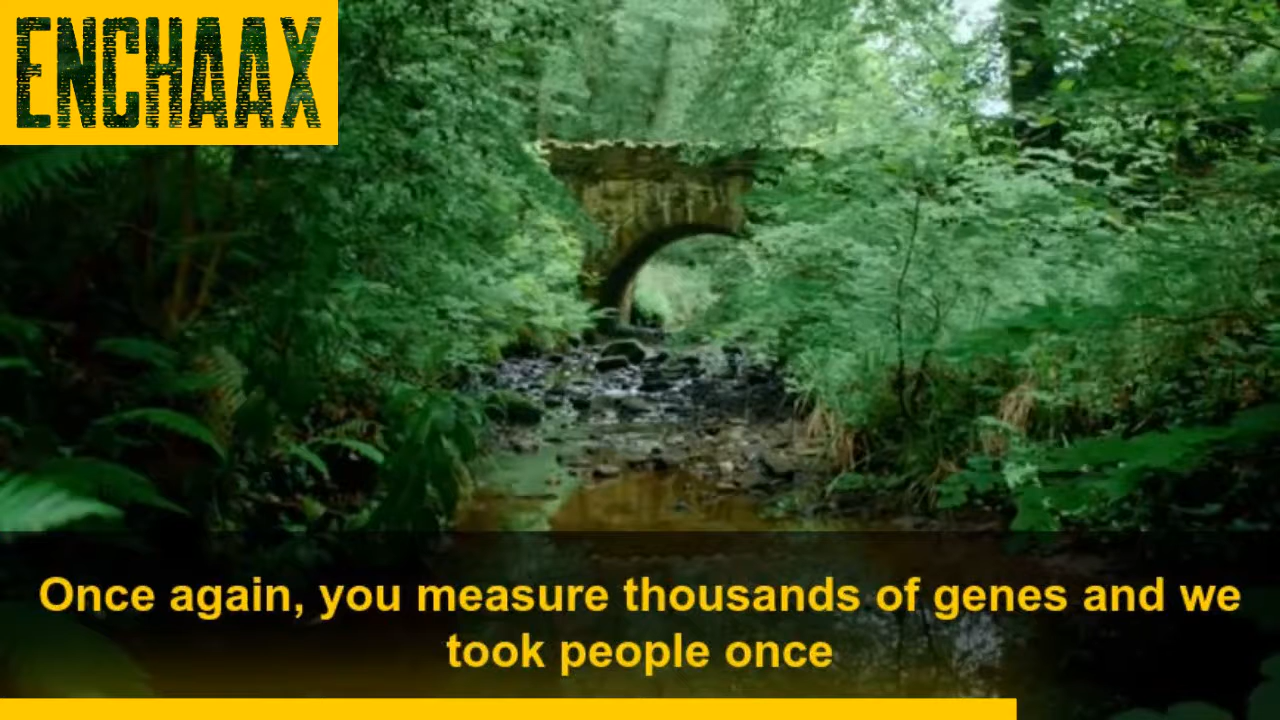 ENCHAAX
Once again, you measure thousands of genes and we
took people once